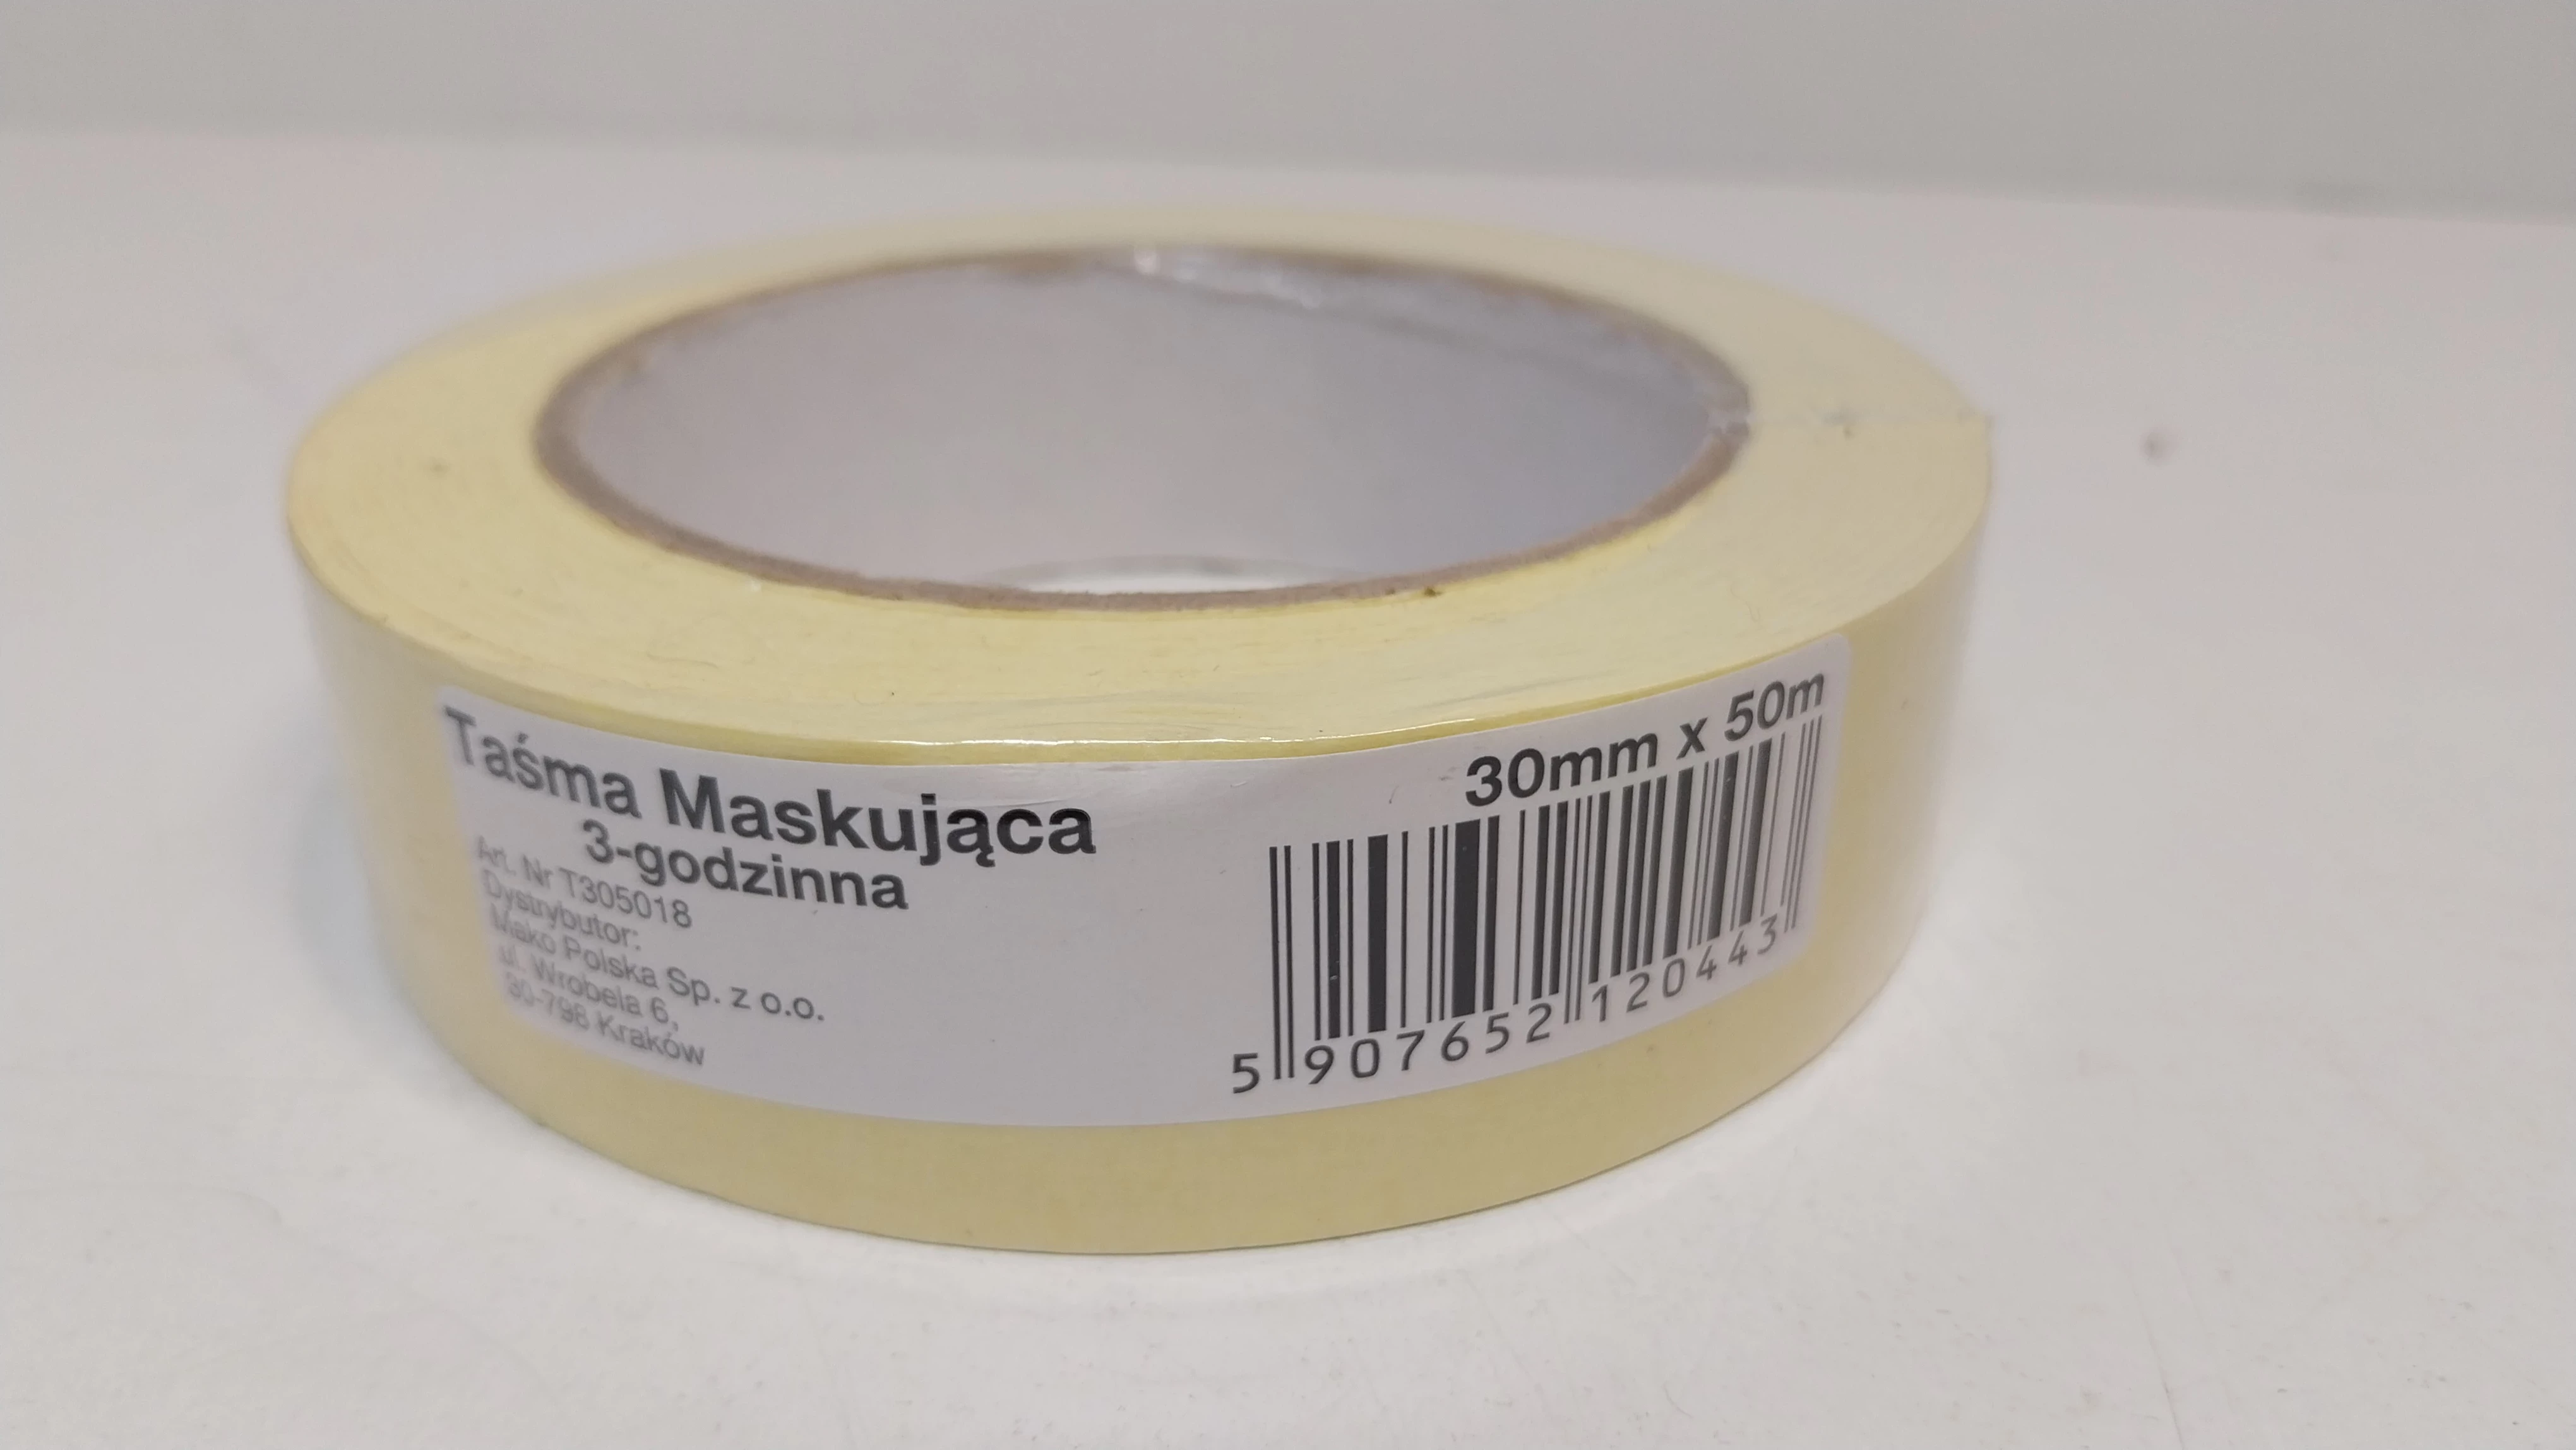 Taśma Maskująca
3-godzinna
Art. Nr T305018
Dystrybutor:
Mako Polska Sp. z o.o.
ul. Wrobela 6,
30-798 Kraków
30mm x 50m
5 907652 120443